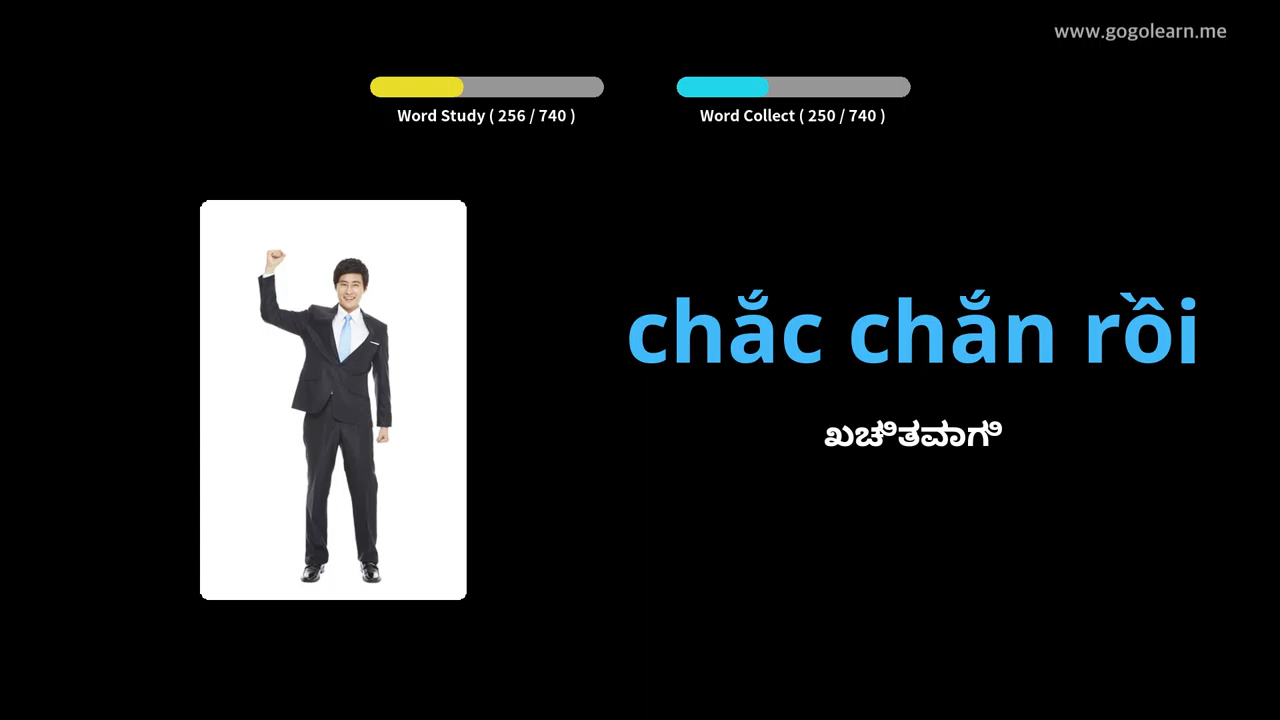 www.gogolearn.me
Word Study ( 256 / 740 )
Word Collect ( 250 / 740 )
chắc chắn rồi
ಖಚಿತವಾಗಿ